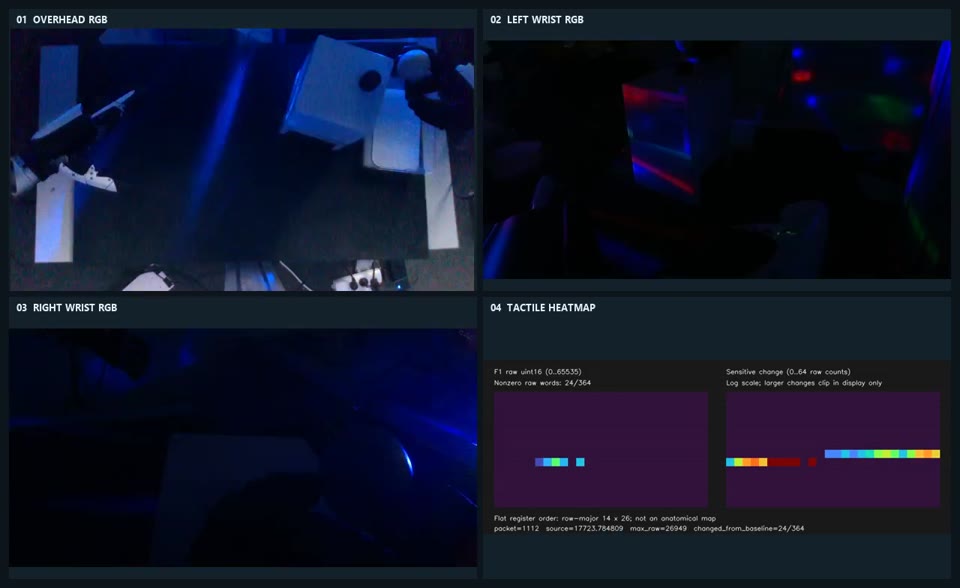 01 OVERHEAD RGB
02 LEFT WRIST RGB
03 RIGHT WRIST RGB
04 TACTILE HEATMAP
F1 raw uint16 (0..65535)
Nonzero raw words: 24/364
Sensitive change (0..64 raw counts)
Log scale; larger changes clip in display only
Flat register order: row-major 14 x 26; not an anatomical map
packet=1112 source=17723.784809 max_raw=26949 changed_from_baseline=24/364